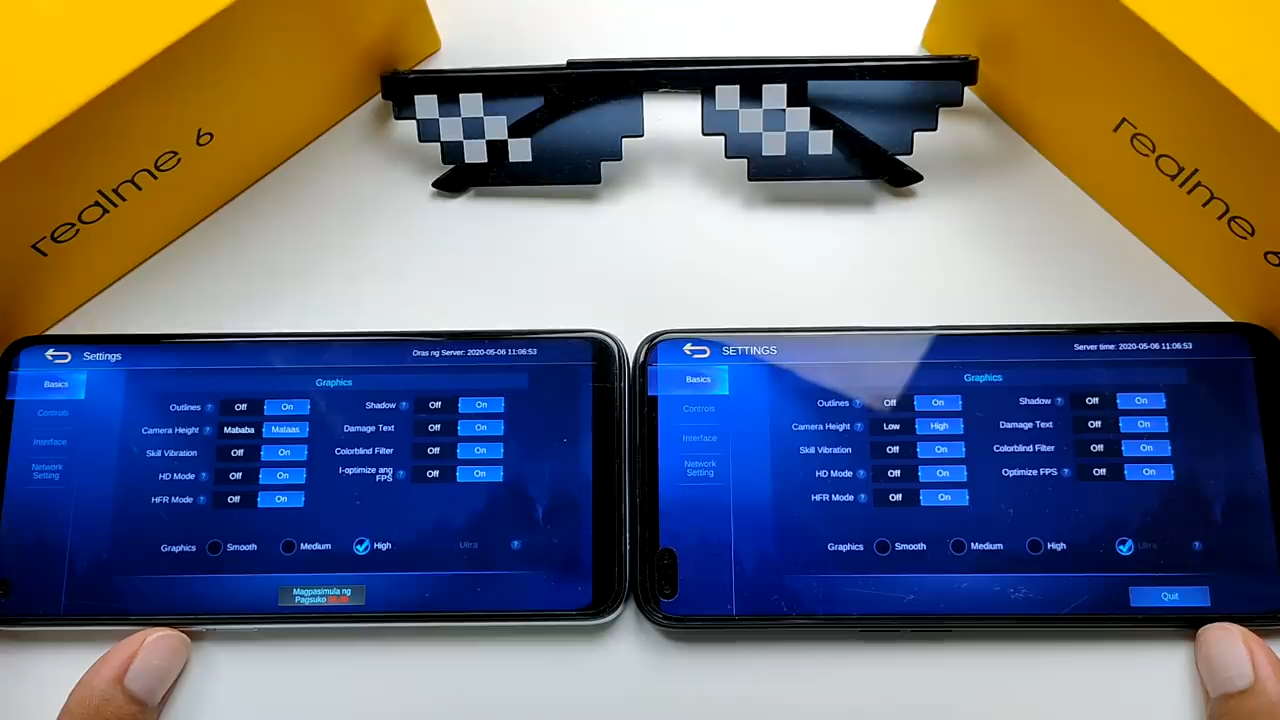 realme 6
realme 6
Settings
Oras ng Server: 2020-05-06 11:06:53
Basics
Controls
Interface
Network
Setting
Graphics
Outlines ? Off On
Shadow ? Off On
Camera Height ? Mababa Mataas
Damage Text Off On
Skill Vibration Off On
Colorblind Filter Off On
HD Mode ? Off On
I-optimize ang
FPS ? Off On
HFR Mode ? Off On
Graphics Smooth Medium High Ultra ?
Magpasimula ng
Pagsuko
SETTINGS
Server time: 2020-05-06 11:06:53
Basics
Controls
Interface
Network
Setting
Graphics
Outlines ? Off On
Shadow ? Off On
Camera Height ? Low High
Damage Text Off On
Skill Vibration Off On
Colorblind Filter Off On
HD Mode ? Off On
Optimize FPS ? Off On
HFR Mode ? Off On
Graphics Smooth Medium High Ultra ?
Quit